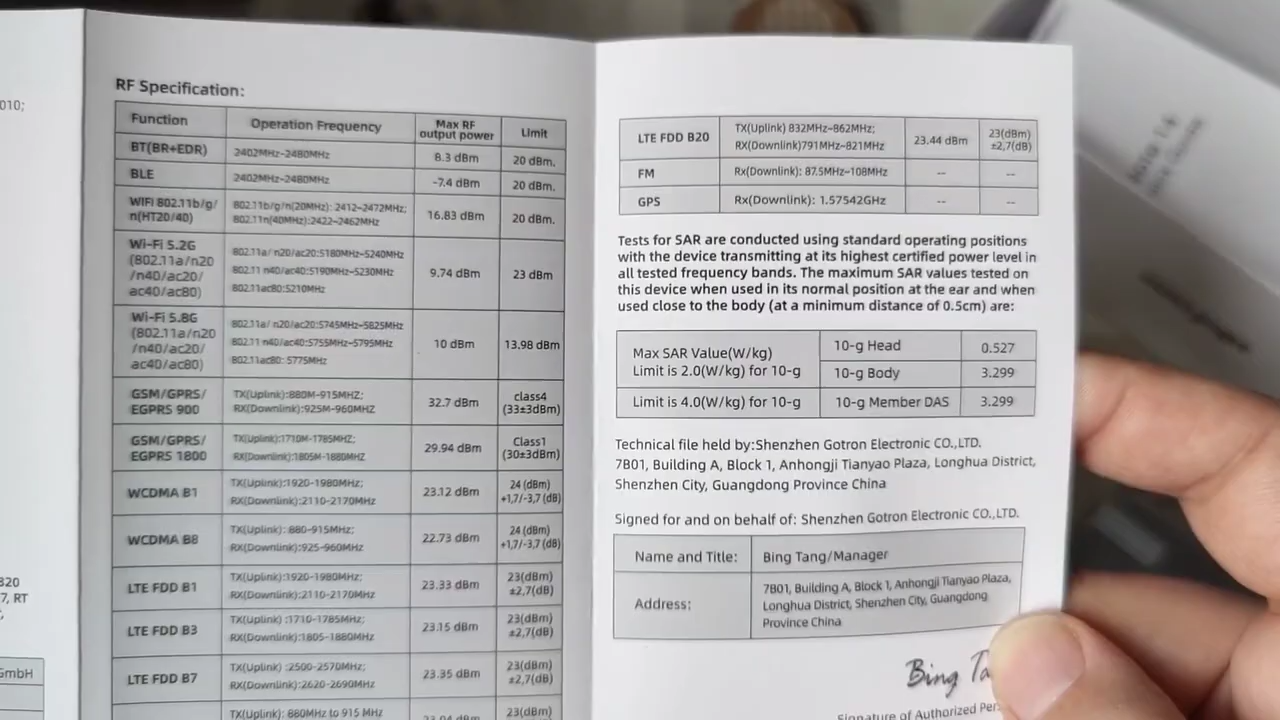 010;
820
7, RT
GmbH
RF Specification:
Function Operation Frequency Max RF output power Limit
BT(BR+EDR) 2402MHz~2480MHz 8.3 dBm 20 dBm.
BLE 2402MHz~2480MHz -7.4 dBm 20 dBm.
WIFI 802.11b/g/ 802.11b/g/n(20MHz): 2412~2472MHz;
n(HT20/40) 802.11n(40MHz):2422~2462MHz 16.83 dBm 20 dBm.
Wi-Fi 5.2G
(802.11a/n20 802.11a/ n20/ac20:5180MHz~5240MHz
/n40/ac20/ 802.11 n40/ac40:5190MHz~5230MHz 9.74 dBm 23 dBm
ac40/ac80) 802.11ac80:5210MHz
Wi-Fi 5.8G
(802.11a/n20 802.11a/ n20/ac20:5745MHz~5825MHz
/n40/ac20/ 802.11 n40/ac40:5755MHz~5795MHz 10 dBm 13.98 dBm
ac40/ac80) 802.11ac80: 5775MHz
GSM/GPRS/ TX(Uplink):880M-915MHZ; 32.7 dBm class4
EGPRS 900 RX(Downlink):925M-960MHZ (33±3dBm)
GSM/GPRS/ TX(Uplink):1710M-1785MHZ; 29.94 dBm Class1
EGPRS 1800 RX(Downlink):1805M-1880MHZ (30±3dBm)
WCDMA B1 TX(Uplink):1920-1980MHz; 23.12 dBm 24 (dBm)
RX(Downlink):2110-2170MHz +1,7/-3,7 (dB)
WCDMA B8 TX(Uplink): :880-915MHz; 22.73 dBm 24 (dBm)
RX(Downlink):925-960MHz +1,7/-3,7 (dB)
LTE FDD B1 TX(Uplink):1920-1980MHz; 23.33 dBm 23(dBm)
RX(Downlink):2110-2170MHz ±2,7(dB)
LTE FDD B3 TX(Uplink) :1710-1785MHz; 23.15 dBm 23(dBm)
RX(Downlink):1805-1880MHz ±2,7(dB)
LTE FDD B7 TX(Uplink) :2500-2570MHz; 23.35 dBm 23(dBm)
RX(Downlink):2620-2690MHz ±2,7(dB)
TX(Uplink): 880MHz to 915 MHz 23(dBm)
LTE FDD B20 TX(Uplink) 832MHz~862MHz; 23.44 dBm 23(dBm)
RX(Downlink)791MHz~821MHz ±2,7(dB)
FM Rx(Downlink): 87.5MHz~108MHz -- --
GPS Rx(Downlink): 1.57542GHz -- --
Tests for SAR are conducted using standard operating positions
with the device transmitting at its highest certified power level in
all tested frequency bands. The maximum SAR values tested on
this device when used in its normal position at the ear and when
used close to the body (at a minimum distance of 0.5cm) are:
Max SAR Value(W/kg) 10-g Head 0.527
Limit is 2.0(W/kg) for 10-g 10-g Body 3.299
Limit is 4.0(W/kg) for 10-g 10-g Member DAS 3.299
Technical file held by:Shenzhen Gotron Electronic CO.,LTD.
7B01, Building A, Block 1, Anhongji Tianyao Plaza, Longhua District,
Shenzhen City, Guangdong Province China
Signed for and on behalf of: Shenzhen Gotron Electronic CO.,LTD.
Name and Title: Bing Tang/Manager
Address: 7B01, Building A, Block 1, Anhongji Tianyao Plaza,
Longhua District, Shenzhen City, Guangdong
Province China
Bing Ta
Signature of Authorized Per